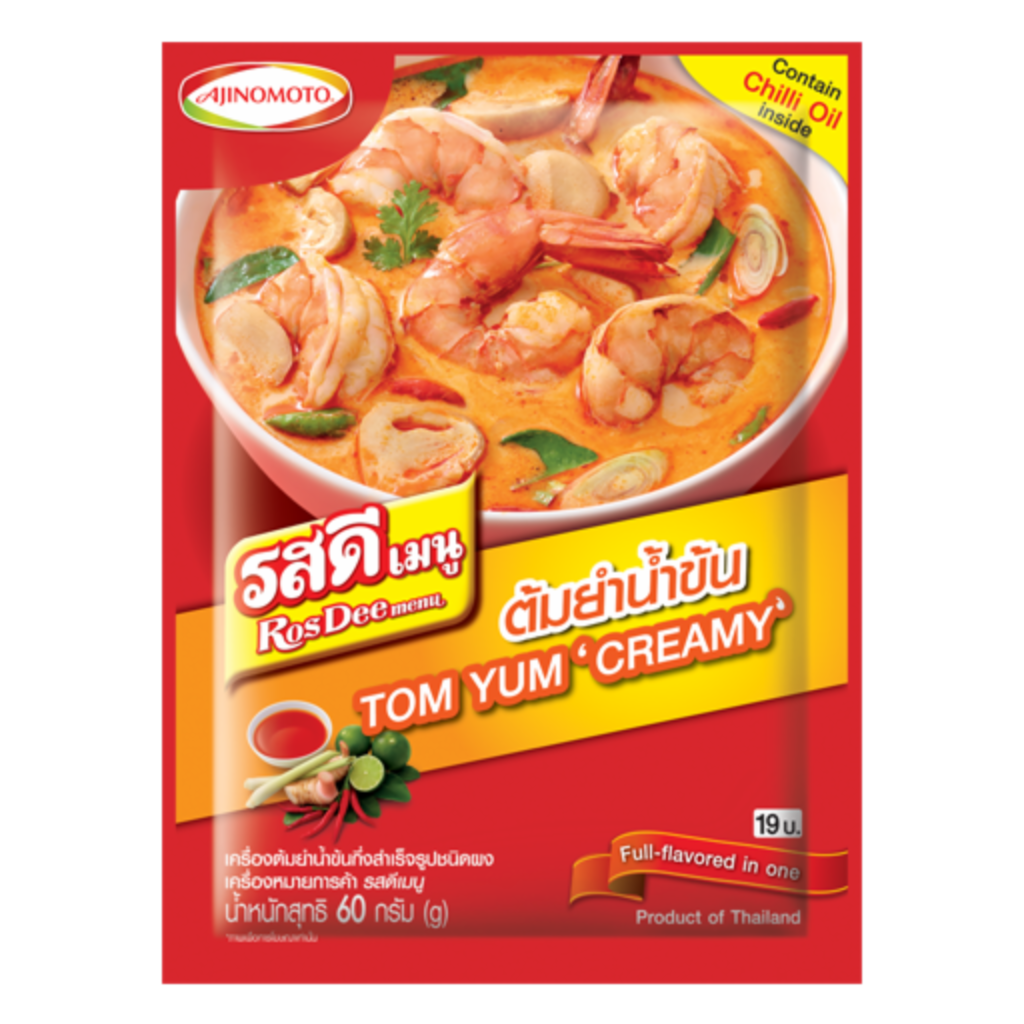 AJINOMOTO
Contain
Chilli Oil
inside
รสดี เมนู
RosDee menu
ต้มยำน้ำข้น
TOM YUM ‘CREAMY’
19 บ.
Full-flavored in one
เครื่องต้มยำน้ำข้นกึ่งสำเร็จรูปชนิดผง
เครื่องหมายการค้า รสดีเมนู
น้ำหนักสุทธิ 60 กรัม (g)
Product of Thailand